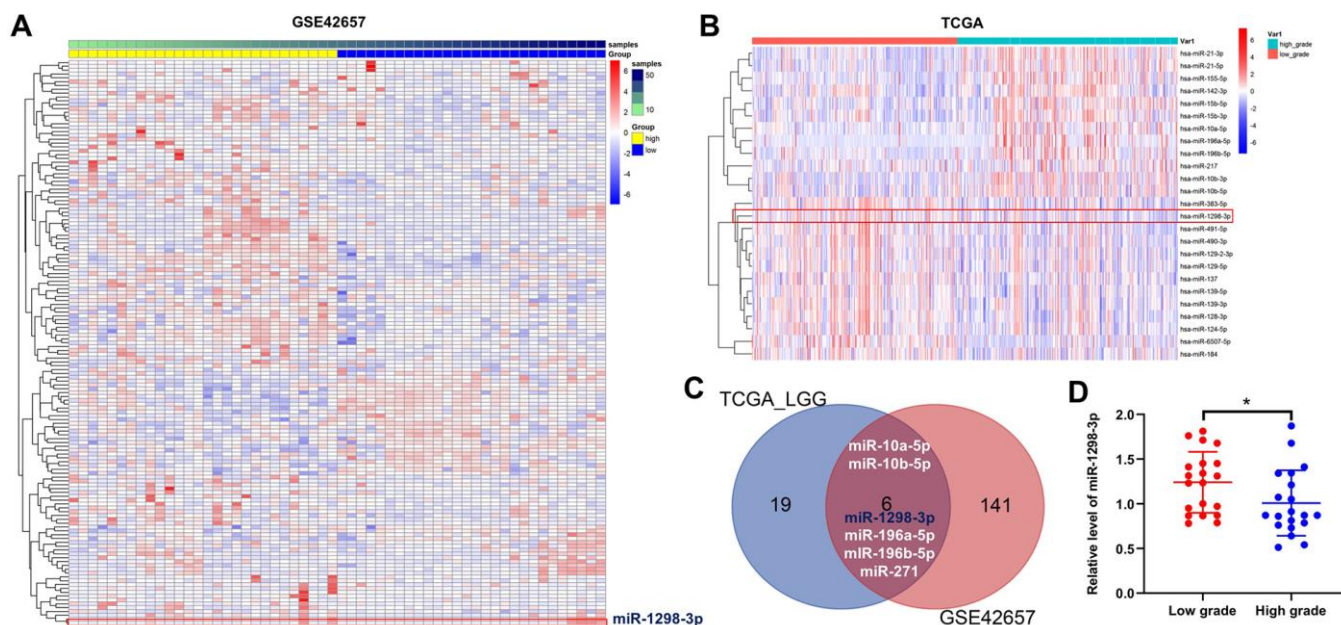 A
GSE42657
samples
Group
6
4
2
0
-2
-4
-6
samples
50
10
Group
high
low
miR-1298-3p
B
TCGA
Var1
hsa-miR-21-3p
hsa-miR-21-5p
hsa-miR-155-5p
hsa-miR-142-3p
hsa-miR-15b-5p
hsa-miR-15b-3p
hsa-miR-10a-5p
hsa-miR-196a-5p
hsa-miR-196b-5p
hsa-miR-217
hsa-miR-10b-3p
hsa-miR-10b-5p
hsa-miR-383-5p
hsa-miR-1298-3p
hsa-miR-491-5p
hsa-miR-490-3p
hsa-miR-129-2-3p
hsa-miR-129-5p
hsa-miR-137
hsa-miR-139-5p
hsa-miR-139-3p
hsa-miR-128-3p
hsa-miR-124-5p
hsa-miR-6507-5p
hsa-miR-184
6
4
2
0
-2
-4
-6
Var1
high_grade
low_grade
C
TCGA_LGG
miR-10a-5p
miR-10b-5p
19
6
141
miR-1298-3p
miR-196a-5p
mIR-196b-5p
miR-271
GSE42657
D
*
Relative level of miR-1298-3p
2.0
1.5
1.0
0.5
0.0
Low grade
High grade